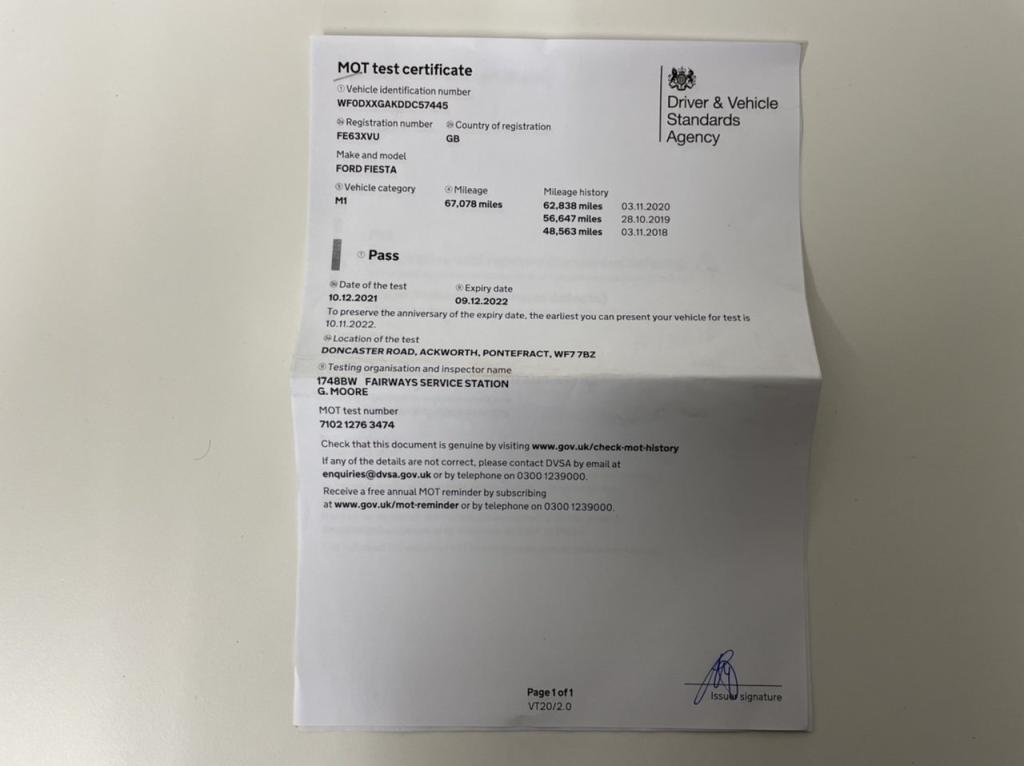 MOT test certificate
Driver & Vehicle
Standards
Agency
Vehicle identification number
WF0DXXGAKDDC57445
Registration number Country of registration
FE63XVU GB
Make and model
FORD FIESTA
Vehicle category Mileage Mileage history
M1 67,078 miles 62,838 miles 03.11.2020
56,647 miles 28.10.2019
48,563 miles 03.11.2018
Pass
Date of the test Expiry date
10.12.2021 09.12.2022
To preserve the anniversary of the expiry date, the earliest you can present your vehicle for test is
10.11.2022.
Location of the test
DONCASTER ROAD, ACKWORTH, PONTEFRACT, WF7 7BZ
Testing organisation and inspector name
1748BW FAIRWAYS SERVICE STATION
G. MOORE
MOT test number
7102 1276 3474
Check that this document is genuine by visiting www.gov.uk/check-mot-history
If any of the details are not correct, please contact DVSA by email at
enquiries@dvsa.gov.uk or by telephone on 0300 1239000.
Receive a free annual MOT reminder by subscribing
at www.gov.uk/mot-reminder or by telephone on 0300 1239000.
Issuer signature
Page 1 of 1
VT20/2.0